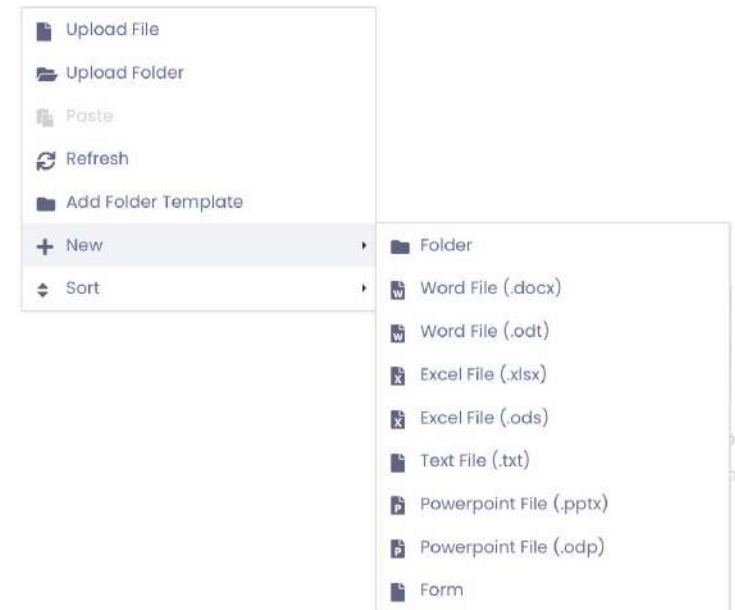 Upload File
Upload Folder
Paste
Refresh
Add Folder Template
New
Sort
Folder
Word File (.docx)
Word File (.odt)
Excel File (.xlsx)
Excel File (.ods)
Text File (.txt)
Powerpoint File (.pptx)
Powerpoint File (.odp)
Form